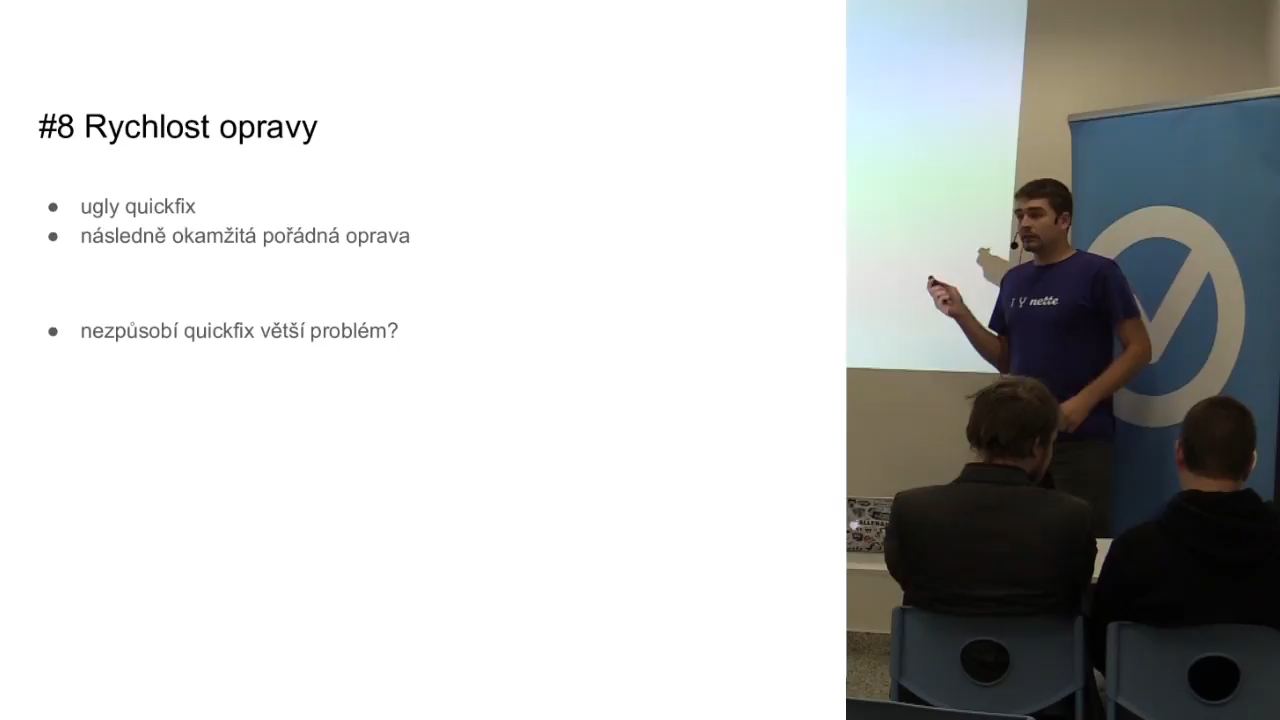 #8 Rychlost opravy
● ugly quickfix
● následně okamžitá pořádná oprava
● nezpůsobí quickfix větší problém?
nette